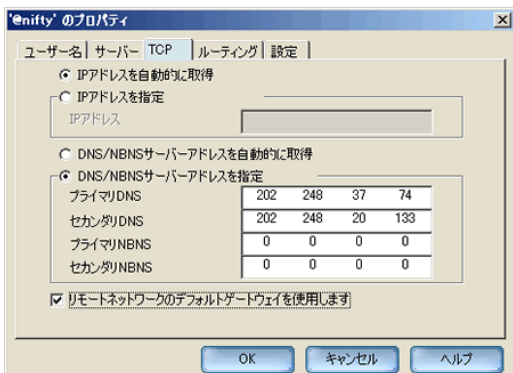 '@nifty' のプロパティ
ユーザー名 サーバー TCP ルーティング 設定
IPアドレスを自動的に取得
IPアドレスを指定
IPアドレス
DNS/NBNSサーバーアドレスを自動的に取得
DNS/NBNSサーバーアドレスを指定
プライマリDNS 202 248 37 74
セカンダリDNS 202 248 20 133
プライマリNBNS 0 0 0 0
セカンダリNBNS 0 0 0 0
リモートネットワークのデフォルトゲートウェイを使用します
OK キャンセル ヘルプ